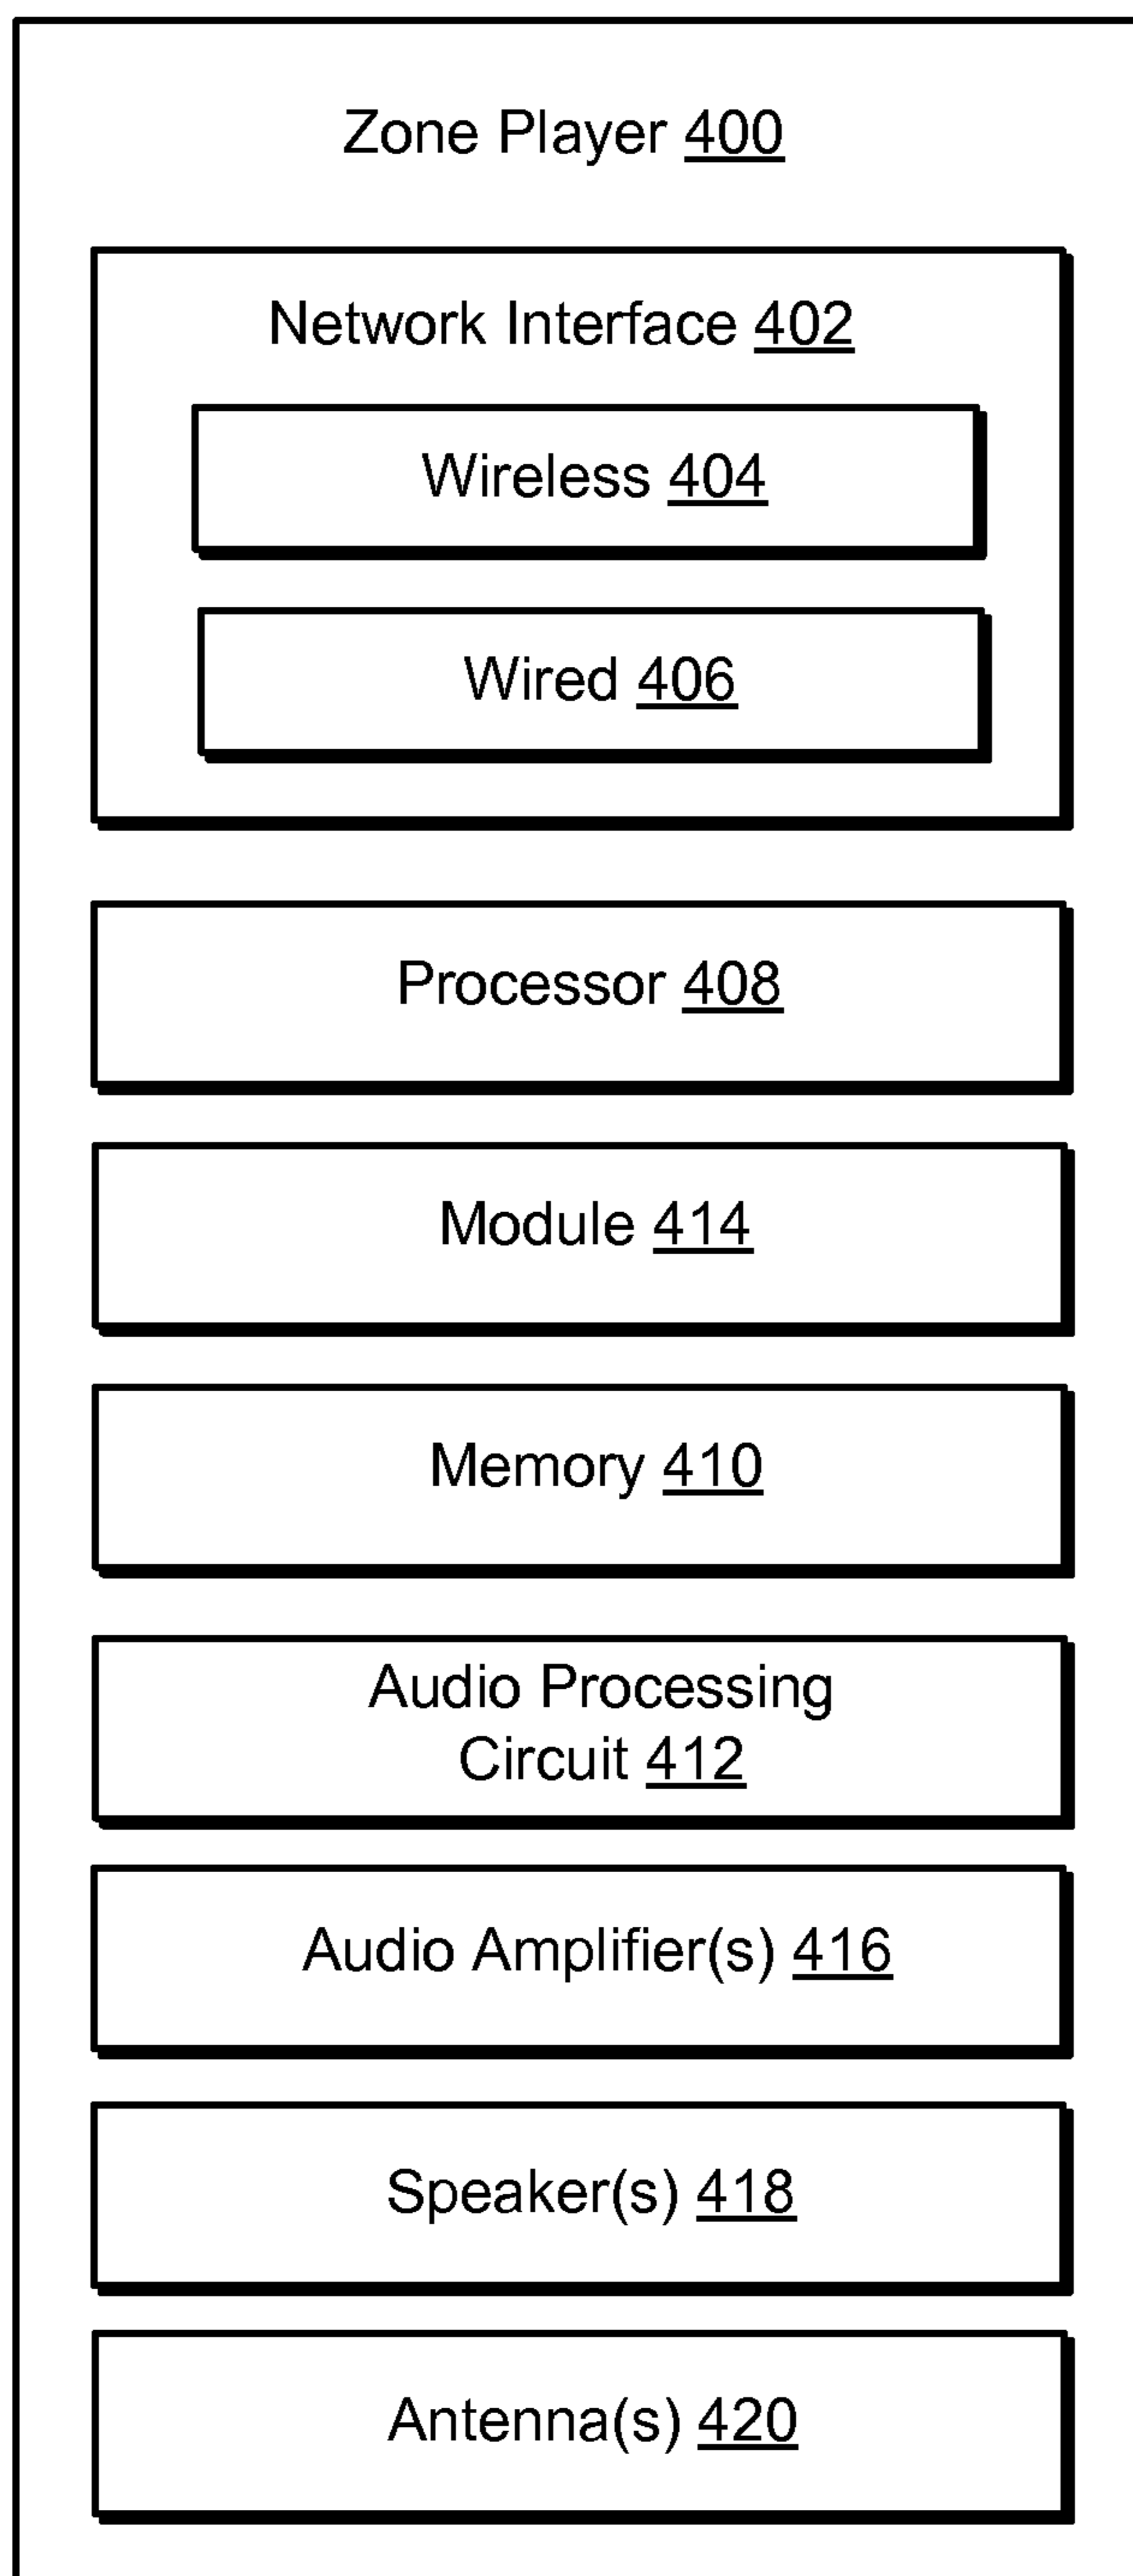 Zone Player 400
Network Interface 402
Wireless 404
Wired 406
Processor 408
Module 414
Memory 410
Audio Processing
Circuit 412
Audio Amplifier(s) 416
Speaker(s) 418
Antenna(s) 420